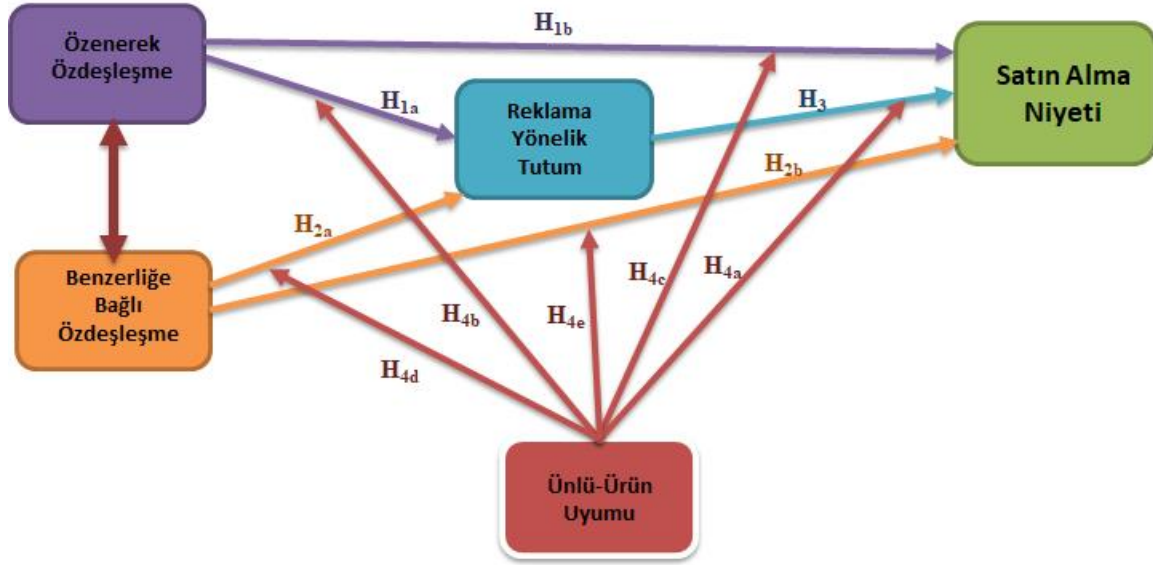 Özenerek
Özdeşleşme
H1b
Satın Alma
Niyeti
H1a
Reklama
Yönelik
Tutum
H3
H2b
H2a
Benzerliğe
Bağlı
Özdeşleşme
H4b
H4e
H4c
H4a
H4d
Ünlü-Ürün
Uyumu